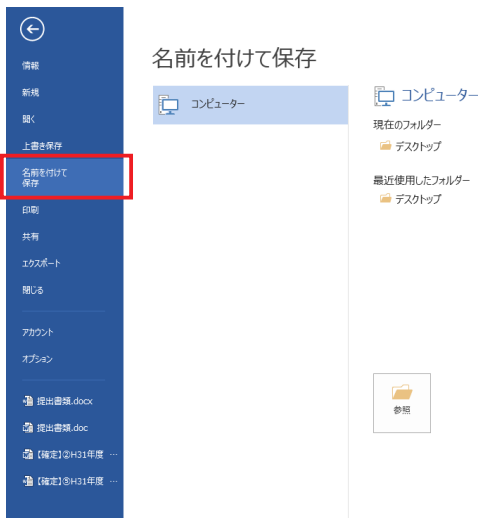 情報
新規
開く
上書き保存
名前を付けて
保存
印刷
共有
エクスポート
閉じる
アカウント
オプション
提出書類.docx
提出書類.doc
【確定】②H31年度 …
【確定】⑤H31年度 …
名前を付けて保存
コンピューター
コンピューター
現在のフォルダー
デスクトップ
最近使用したフォルダー
デスクトップ
参照